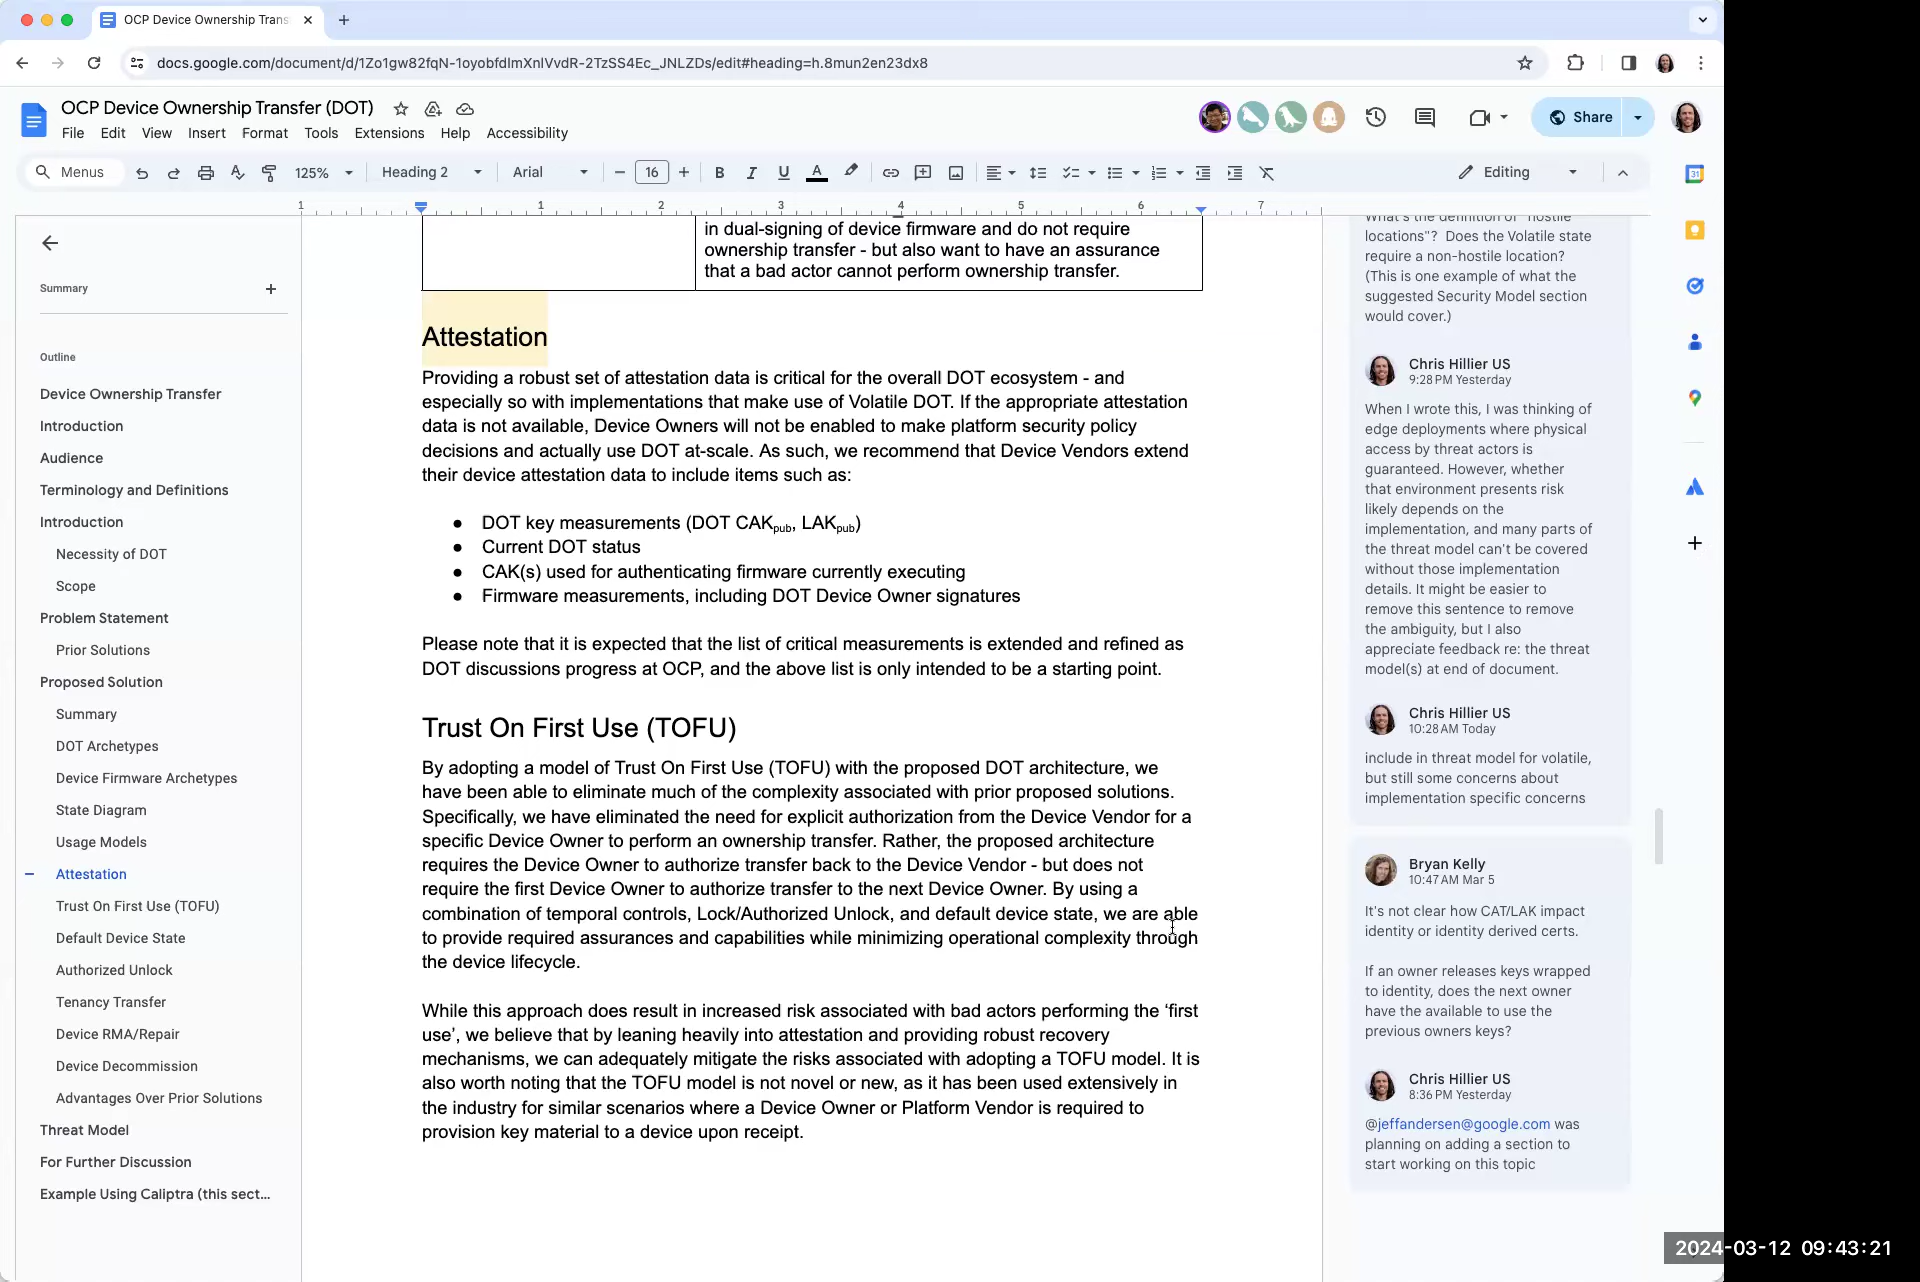 OCP Device Ownership Trans
docs.google.com/document/d/1Zo1gw82fqN-1oyobfdlmXnlVvdR-2TzSS4Ec_JNLZDs/edit#heading=h.8mun2en23dx8
OCP Device Ownership Transfer (DOT)
File Edit View Insert Format Tools Extensions Help Accessibility
Share
Menus
125%
Heading 2
Arial
16
Editing
1 1 2 3 4 5 6 7
Summary
Outline
Device Ownership Transfer
Introduction
Audience
Terminology and Definitions
Introduction
Necessity of DOT
Scope
Problem Statement
Prior Solutions
Proposed Solution
Summary
DOT Archetypes
Device Firmware Archetypes
State Diagram
Usage Models
Attestation
Trust On First Use (TOFU)
Default Device State
Authorized Unlock
Tenancy Transfer
Device RMA/Repair
Device Decommission
Advantages Over Prior Solutions
Threat Model
For Further Discussion
Example Using Caliptra (this sect...
in dual-signing of device firmware and do not require
ownership transfer - but also want to have an assurance
that a bad actor cannot perform ownership transfer.
Attestation
Providing a robust set of attestation data is critical for the overall DOT ecosystem - and
especially so with implementations that make use of Volatile DOT. If the appropriate attestation
data is not available, Device Owners will not be enabled to make platform security policy
decisions and actually use DOT at-scale. As such, we recommend that Device Vendors extend
their device attestation data to include items such as:
● DOT key measurements (DOT CAKpub, LAKpub)
● Current DOT status
● CAK(s) used for authenticating firmware currently executing
● Firmware measurements, including DOT Device Owner signatures
Please note that it is expected that the list of critical measurements is extended and refined as
DOT discussions progress at OCP, and the above list is only intended to be a starting point.
Trust On First Use (TOFU)
By adopting a model of Trust On First Use (TOFU) with the proposed DOT architecture, we
have been able to eliminate much of the complexity associated with prior proposed solutions.
Specifically, we have eliminated the need for explicit authorization from the Device Vendor for a
specific Device Owner to perform an ownership transfer. Rather, the proposed architecture
requires the Device Owner to authorize transfer back to the Device Vendor - but does not
require the first Device Owner to authorize transfer to the next Device Owner. By using a
combination of temporal controls, Lock/Authorized Unlock, and default device state, we are able
to provide required assurances and capabilities while minimizing operational complexity through
the device lifecycle.
While this approach does result in increased risk associated with bad actors performing the ‘first
use’, we believe that by leaning heavily into attestation and providing robust recovery
mechanisms, we can adequately mitigate the risks associated with adopting a TOFU model. It is
also worth noting that the TOFU model is not novel or new, as it has been used extensively in
the industry for similar scenarios where a Device Owner or Platform Vendor is required to
provision key material to a device upon receipt.
What's the definition of "hostile
locations"? Does the Volatile state
require a non-hostile location?
(This is one example of what the
suggested Security Model section
would cover.)
Chris Hillier US
9:28 PM Yesterday
When I wrote this, I was thinking of
edge deployments where physical
access by threat actors is
guaranteed. However, whether
that environment presents risk
likely depends on the
implementation, and many parts of
the threat model can't be covered
without those implementation
details. It might be easier to
remove this sentence to remove
the ambiguity, but I also
appreciate feedback re: the threat
model(s) at end of document.
Chris Hillier US
10:28 AM Today
include in threat model for volatile,
but still some concerns about
implementation specific concerns
Bryan Kelly
10:47 AM Mar 5
It's not clear how CAT/LAK impact
identity or identity derived certs.
If an owner releases keys wrapped
to identity, does the next owner
have the available to use the
previous owners keys?
Chris Hillier US
8:36 PM Yesterday
@jeffandersen@google.com was
planning on adding a section to
start working on this topic
31
2024-03-12 09:43:21